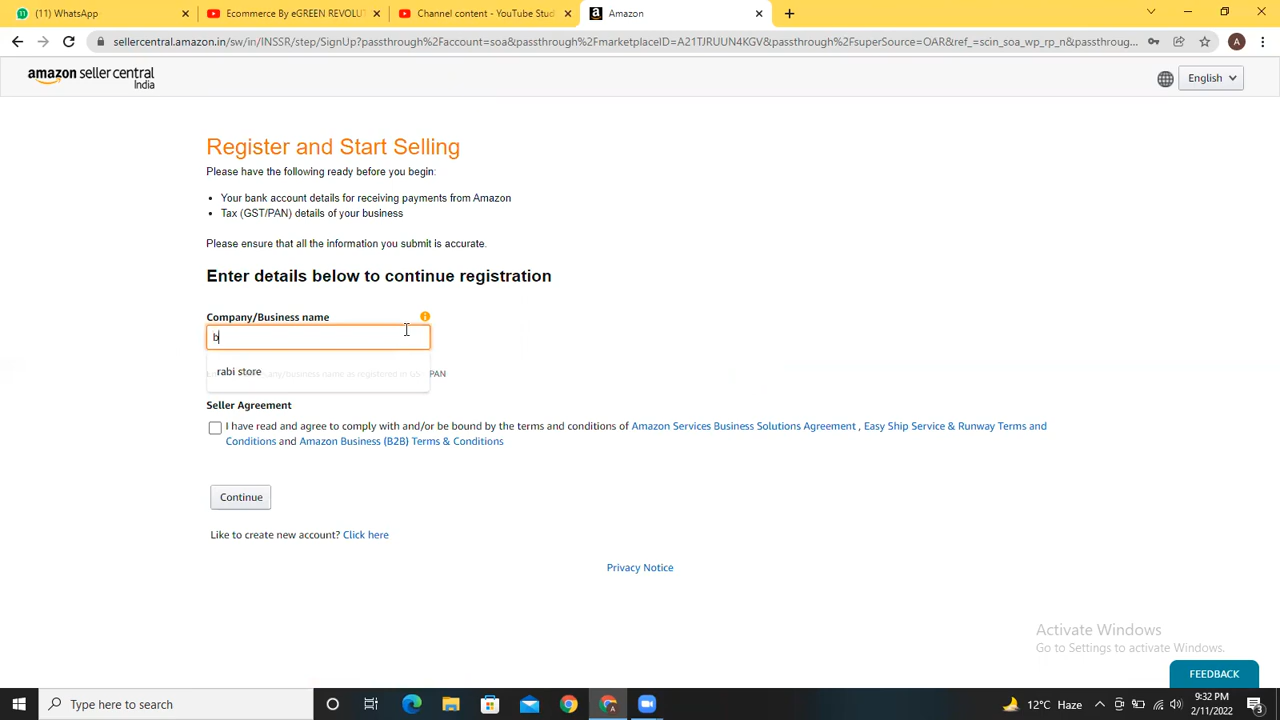 (11) WhatsApp
Ecommerce By eGREEN REVOLU
Channel content - YouTube Stud
Amazon
sellercentral.amazon.in/sw/in/INSSR/step/SignUp?passthrough%2Faccount=soa&passthrough%2FmarketplaceID=A21TJRUUN4KGV&passthrough%2FsuperSource=OAR&ref_=scin_soa_wp_rp_n&passthroug...
A
amazon seller central
India
English
Register and Start Selling
Please have the following ready before you begin:
• Your bank account details for receiving payments from Amazon
• Tax (GST/PAN) details of your business
Please ensure that all the information you submit is accurate.
Enter details below to continue registration
Company/Business name
b
rabi store
any/business name as registered in PAN
Seller Agreement
I have read and agree to comply with and/or be bound by the terms and conditions of Amazon Services Business Solutions Agreement , Easy Ship Service & Runway Terms and
Conditions and Amazon Business (B2B) Terms & Conditions
Continue
Like to create new account? Click here
Privacy Notice
Activate Windows
Go to Settings to activate Windows.
FEEDBACK
Type here to search
12°C Haze
9:32 PM
2/11/2022
3